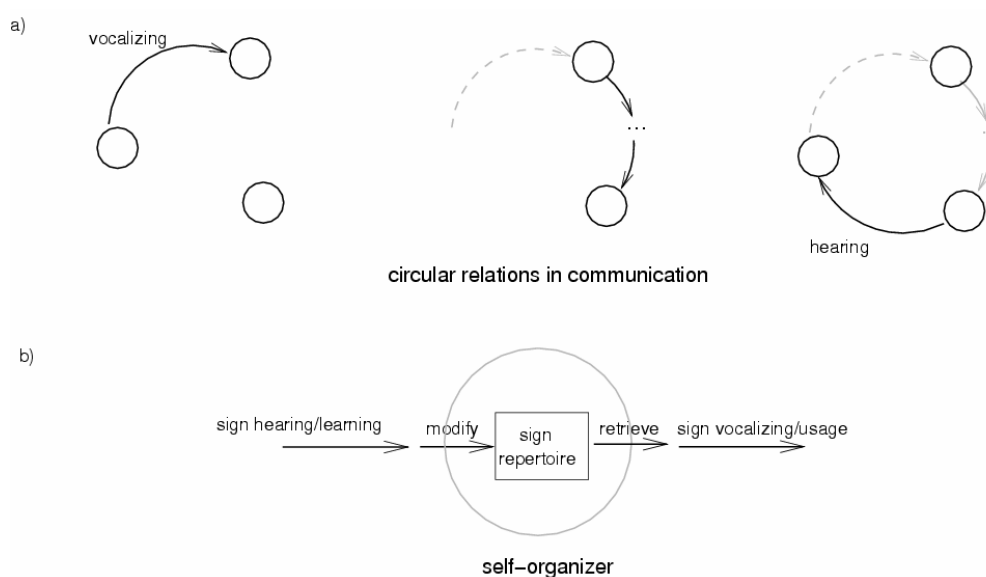 a)
vocalizing
...
hearing
circular relations in communication
b)
sign hearing/learning
modify
sign
repertoire
retrieve
sign vocalizing/usage
self-organizer